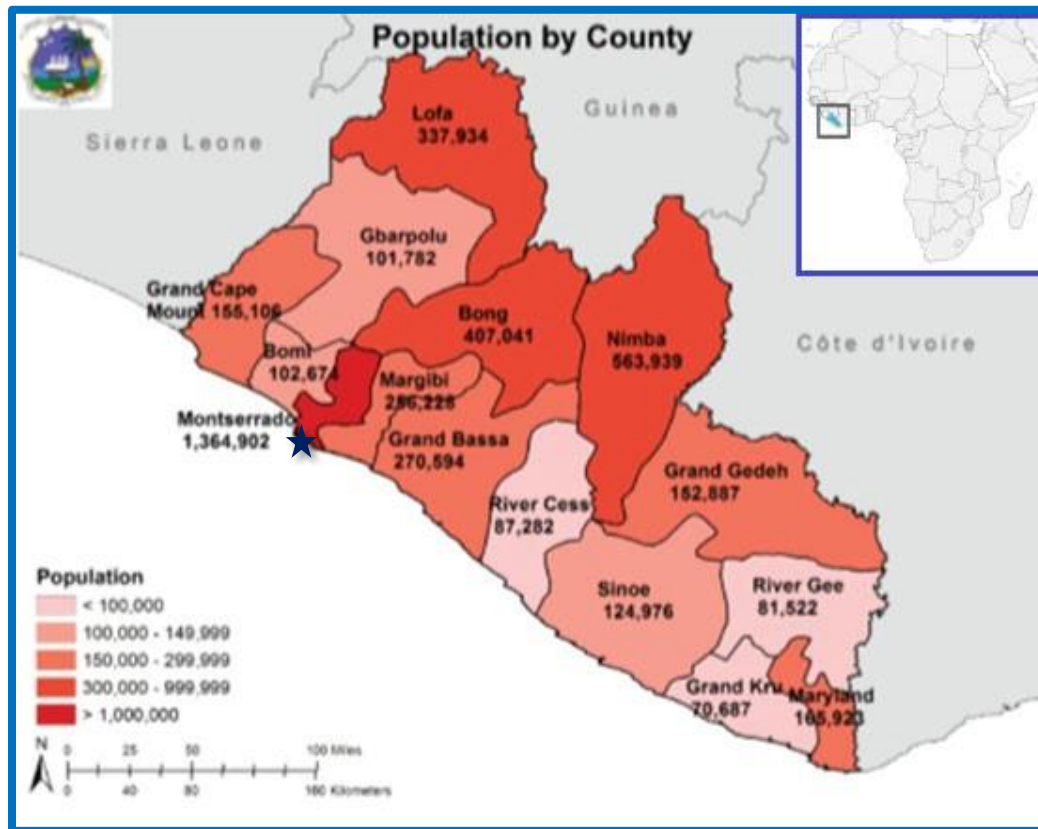 Population by County
Sierra Leone
Guinea
Côte d'Ivoire
Lofa
337,934
Gbarpolu
101,782
Grand Cape
Mount 155,106
Bong
407,041
Nimba
563,939
Bomi
102,674
Margibi
256,228
Montserrado
1,364,902
Grand Bassa
270,594
Grand Gedeh
152,887
River Cess
87,282
Sinoe
124,976
River Gee
81,522
Grand Kru
70,687
Maryland
165,923
Population
< 100,000
100,000 - 149,999
150,000 - 299,999
300,000 - 999,999
> 1,000,000
N
0 25 50 100 Miles
0 40 80 160 Kilometers